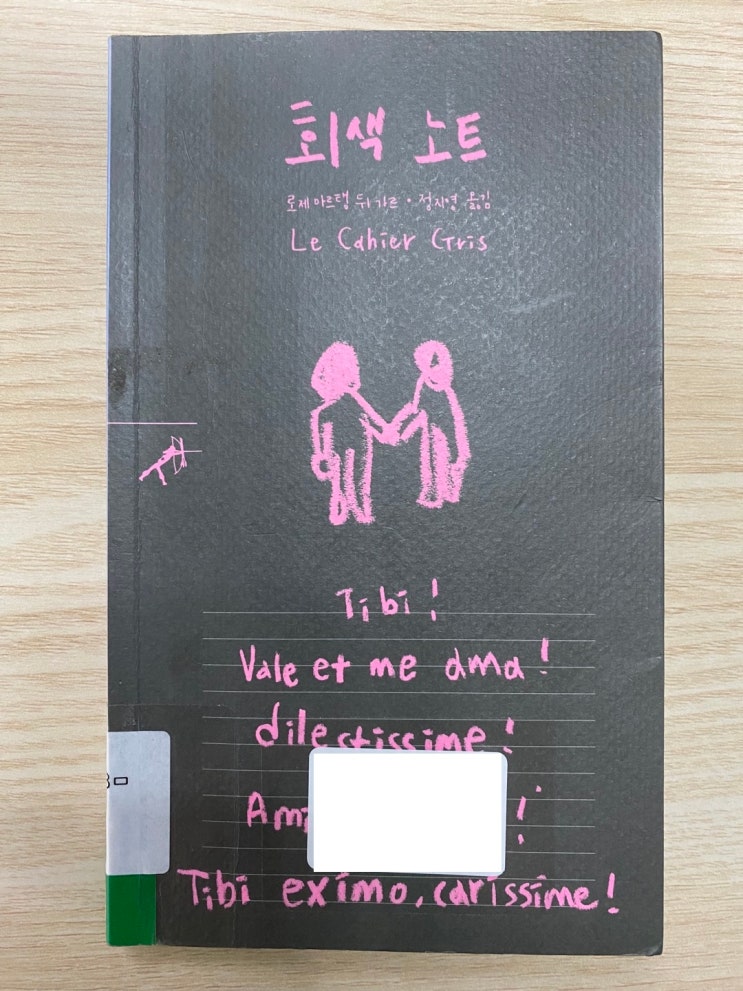 회색 노트
로제 마르탱 뒤 가르 · 정지영 옮김
Le Cahier Gris
Tibi !
Vale et me ama !
dilectissime !
!
Tibi eximo, carissime !